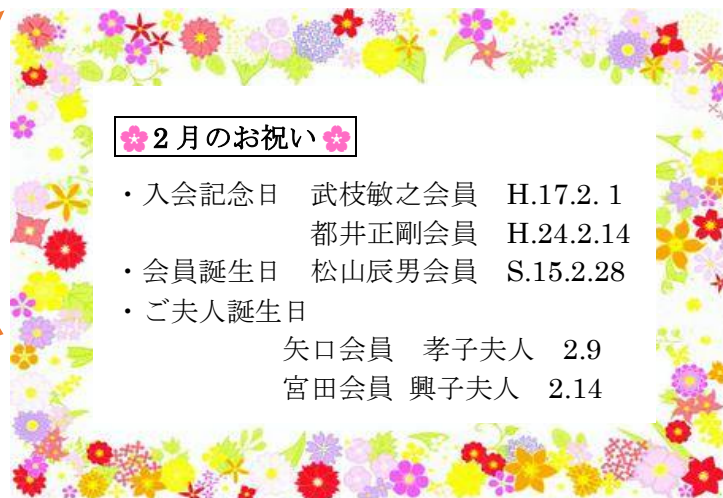 🌸2月のお祝い🌸
・入会記念日　武枝敏之会員　H.17.2. 1
都井正剛会員　H.24.2.14
・会員誕生日　松山辰男会員　S.15.2.28
・ご夫人誕生日
矢口会員　孝子夫人　2.9
宮田会員 興子夫人　2.14